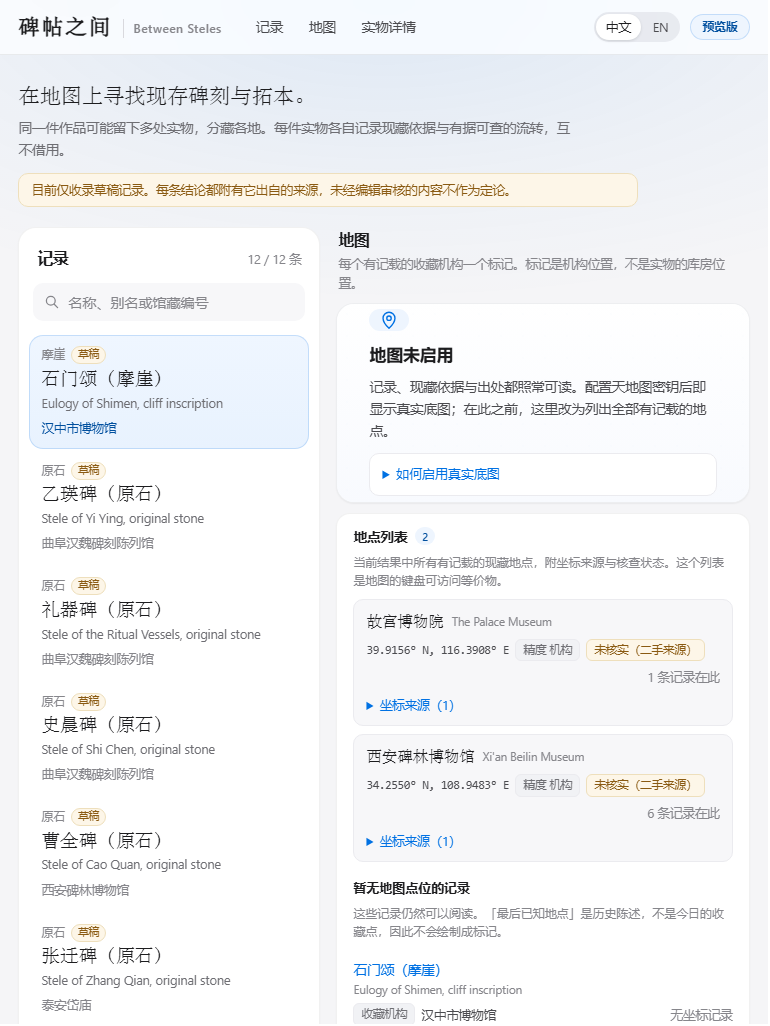 碑帖之间 Between Steles 记录 地图 实物详情 中文 EN 预览版
在地图上寻找现存碑刻与拓本。
同一件作品可能留下多处实物，分藏各地。每件实物各自记录现藏依据与有据可查的流转，互
不借用。
目前仅收录草稿记录。每条结论都附有它出自的来源，未经编辑审核的内容不作为定论。
记录 12 / 12 条
名称、别名或馆藏编号
摩崖 草稿
石门颂（摩崖）
Eulogy of Shimen, cliff inscription
汉中市博物馆
原石 草稿
乙瑛碑（原石）
Stele of Yi Ying, original stone
曲阜汉魏碑刻陈列馆
原石 草稿
礼器碑（原石）
Stele of the Ritual Vessels, original stone
曲阜汉魏碑刻陈列馆
原石 草稿
史晨碑（原石）
Stele of Shi Chen, original stone
曲阜汉魏碑刻陈列馆
原石 草稿
曹全碑（原石）
Stele of Cao Quan, original stone
西安碑林博物馆
原石 草稿
张迁碑（原石）
Stele of Zhang Qian, original stone
泰安岱庙
地图
每个有记载的收藏机构一个标记。标记是机构位置，不是实物的库房位
置。
地图未启用
记录、现藏依据与出处都照常可读。配置天地图密钥后即
显示真实底图；在此之前，这里改为列出全部有记载的地
点。
如何启用真实底图
地点列表 2
当前结果中所有有记载的现藏地点，附坐标来源与核查状态。这个列表
是地图的键盘可访问等价物。
故宫博物院 The Palace Museum
39.9156° N, 116.3908° E 精度 机构 未核实（二手来源）
1 条记录在此
坐标来源（1）
西安碑林博物馆 Xi'an Beilin Museum
34.2550° N, 108.9483° E 精度 机构 未核实（二手来源）
6 条记录在此
坐标来源（1）
暂无地图点位的记录
这些记录仍然可以阅读。「最后已知地点」是历史陈述，不是今日的收
藏点，因此不会绘制成标记。
石门颂（摩崖）
Eulogy of Shimen, cliff inscription
收藏机构 汉中市博物馆 无坐标记录